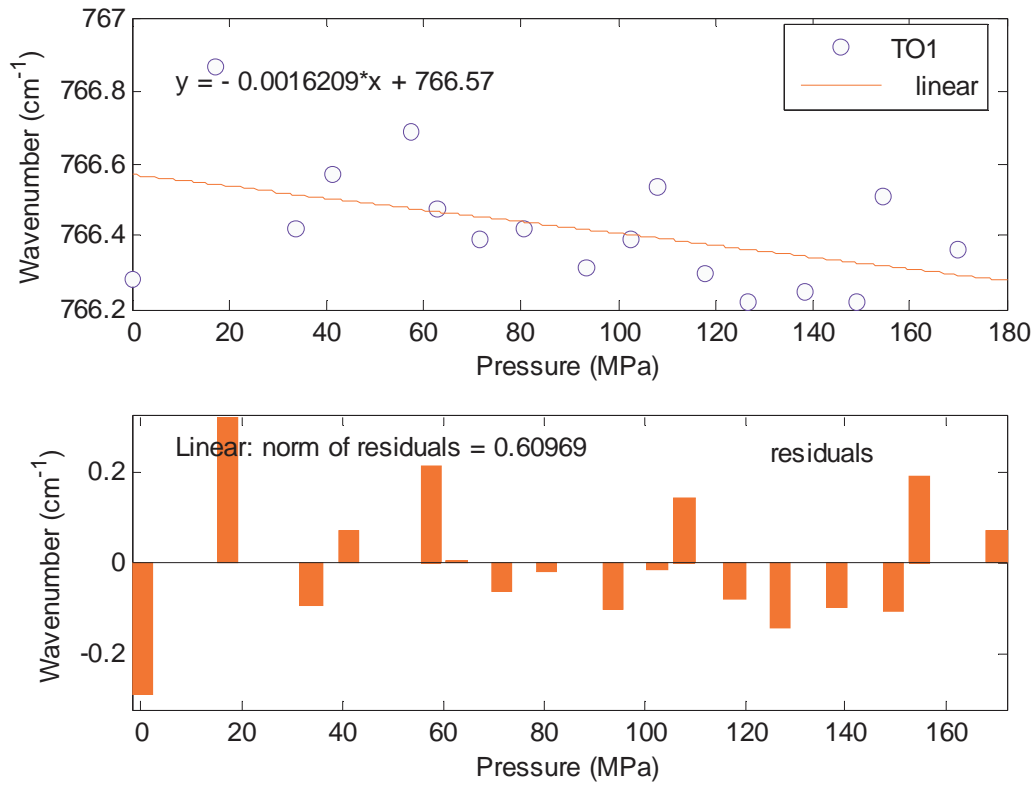 767
766.8
766.6
766.4
766.2
Wavenumber (cm-1)
y = - 0.0016209*x + 766.57
TO1
linear
0 20 40 60 80 100 120 140 160 180
Pressure (MPa)
0.2
0
-0.2
Wavenumber (cm-1)
Linear: norm of residuals = 0.60969
residuals
0 20 40 60 80 100 120 140 160
Pressure (MPa)